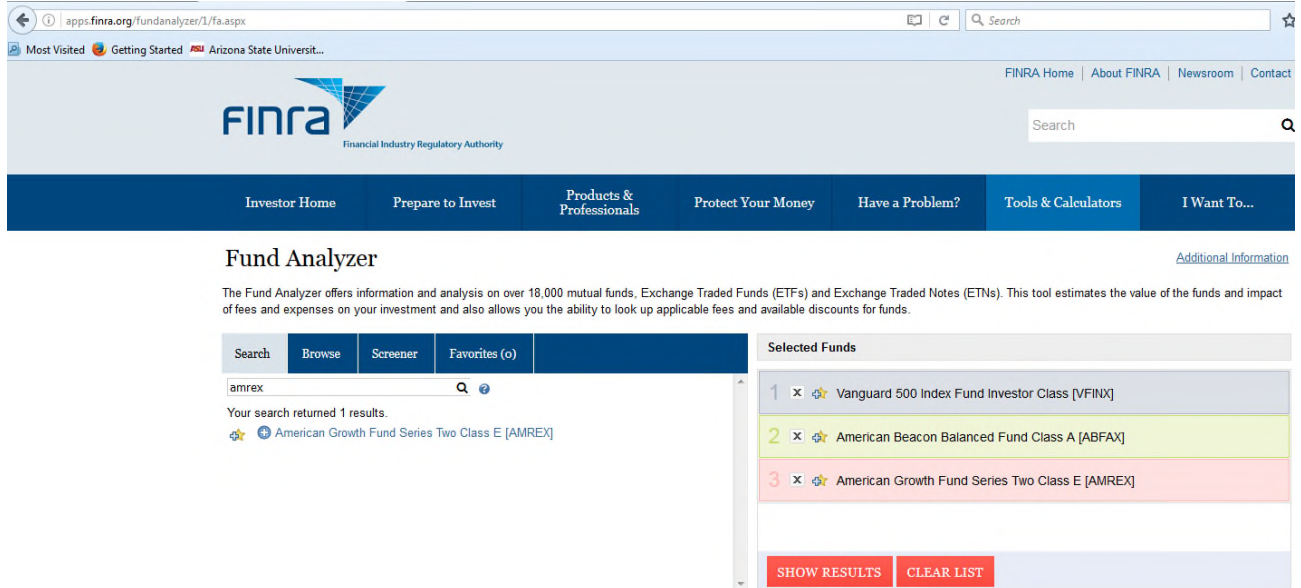 apps.finra.org/fundanalyzer/1/fa.aspx
Search
Most Visited Getting Started ASU Arizona State Universit...
FINRA Home | About FINRA | Newsroom | Contact
Finra
Financial Industry Regulatory Authority
Search
Investor Home Prepare to Invest Products & Professionals Protect Your Money Have a Problem? Tools & Calculators I Want To...
Fund Analyzer
Additional Information
The Fund Analyzer offers information and analysis on over 18,000 mutual funds, Exchange Traded Funds (ETFs) and Exchange Traded Notes (ETNs). This tool estimates the value of the funds and impact
of fees and expenses on your investment and also allows you the ability to look up applicable fees and available discounts for funds.
Search Browse Screener Favorites (0)
amrex
Your search returned 1 results.
American Growth Fund Series Two Class E [AMREX]
Selected Funds
1 X Vanguard 500 Index Fund Investor Class [VFINX]
2 X American Beacon Balanced Fund Class A [ABFAX]
3 X American Growth Fund Series Two Class E [AMREX]
SHOW RESULTS CLEAR LIST